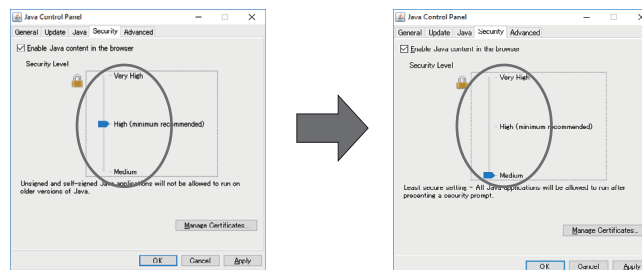 Java Control Panel
General Update Java Security Advanced
Enable Java content in the browser
Security Level
Very High
High (minimum recommended)
Medium
Unsigned and self-signed Java applications will not be allowed to run on
older versions of Java.
Manage Certificates...
OK Cancel Apply
Java Control Panel
General Update Java Security Advanced
Enable Java content in the browser
Security Level
Very High
High (minimum recommended)
Medium
Least secure setting - All Java applications will be allowed to run after
presenting a security prompt.
Manage Certificates...
OK Cancel Apply